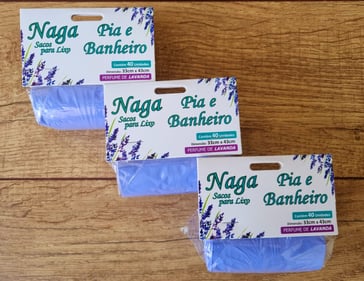 Naga
Sacos
para Lixo
Pia e
Banheiro
Contém 40 Unidades
Dimensão: 33cm x 43cm
PERFUME DE LAVANDA
Naga
Sacos
para Lixo
Pia e
Banheiro
Contém 40 Unidades
Dimensão: 33cm x 43cm
PERFUME DE LAVANDA
Naga
Sacos
para Lixo
Pia e
Banheiro
Contém 40 Unidades
Dimensão: 33cm x 43cm
PERFUME DE LAVANDA